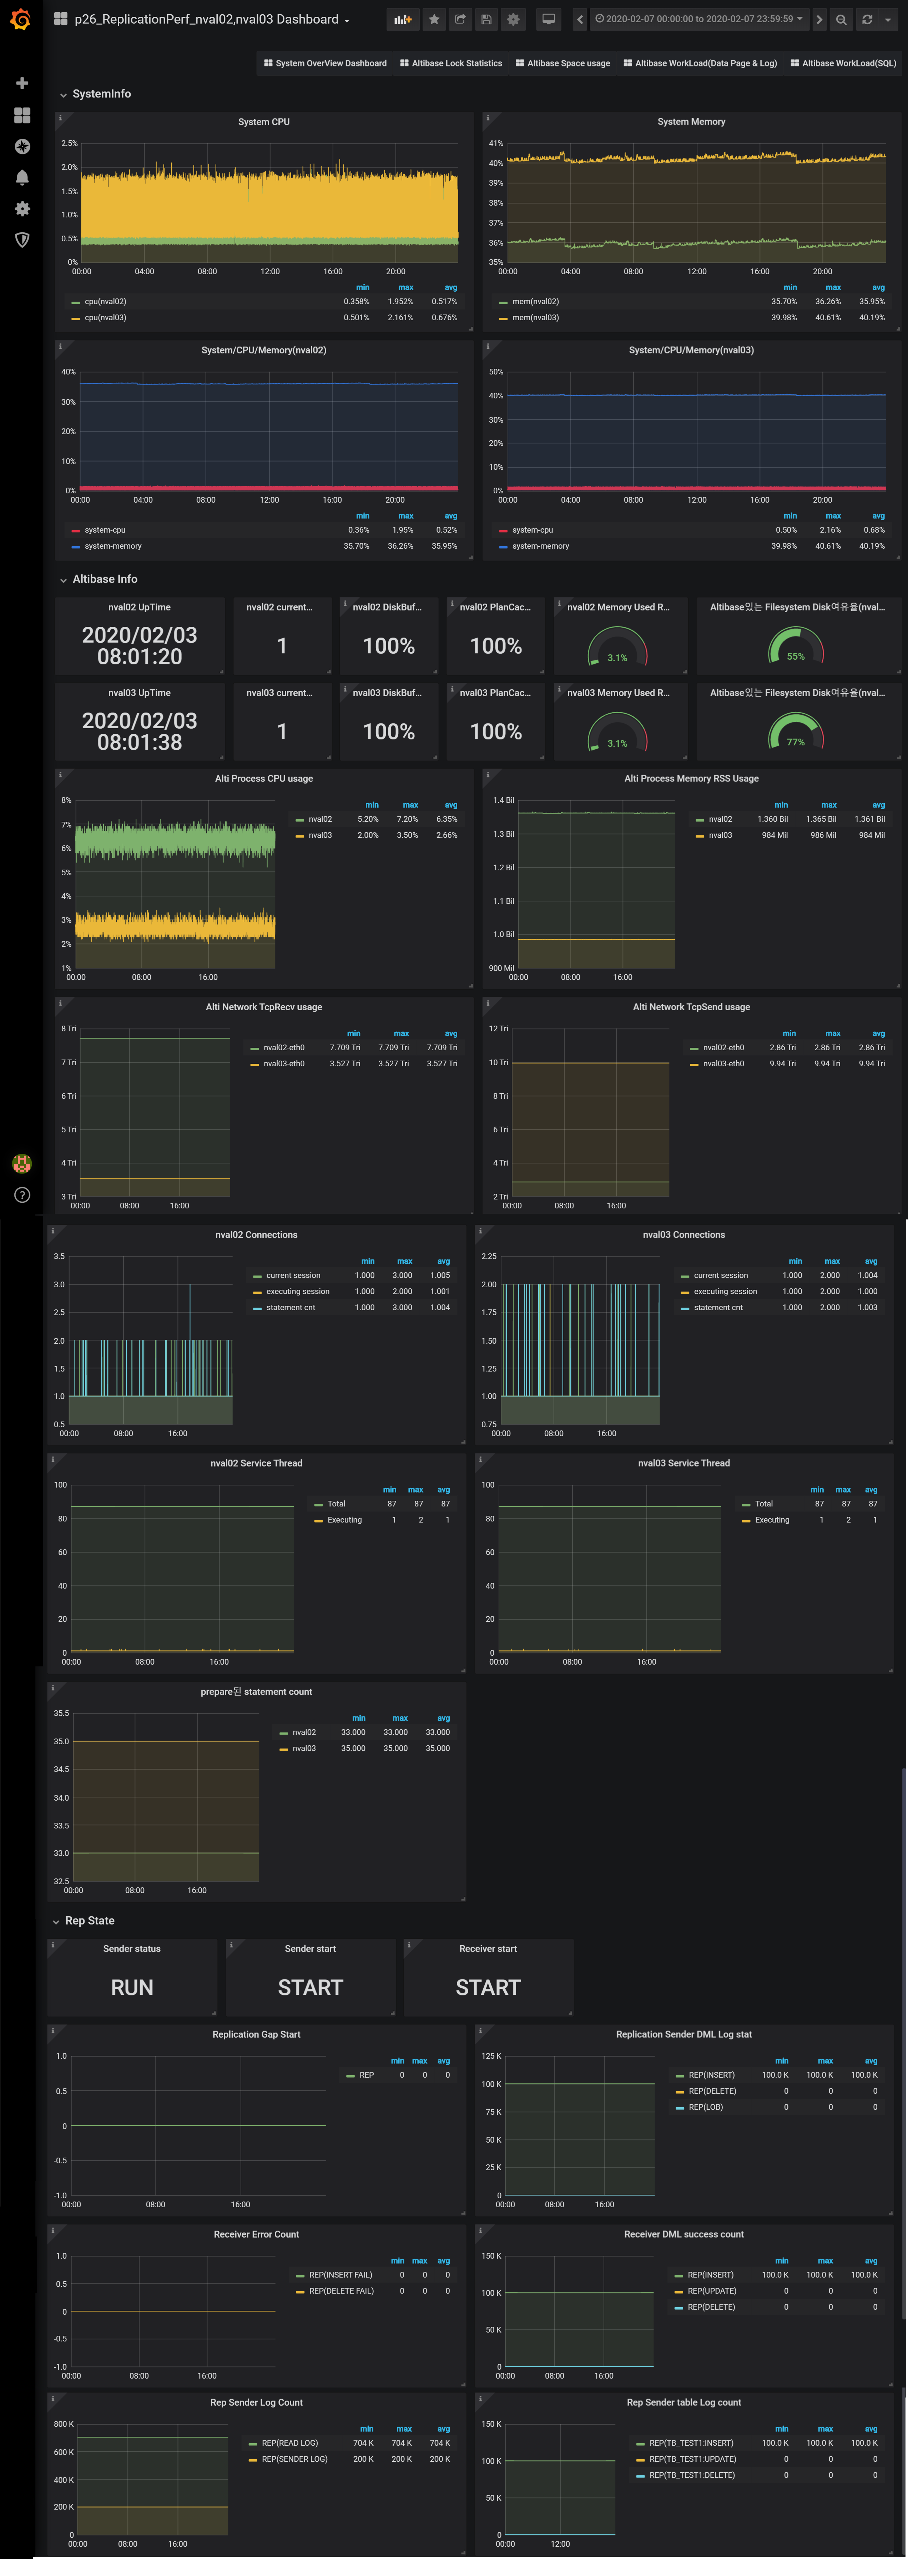 p26_ReplicationPerf_nval02,nval03 Dashboard
2020-02-07 00:00:00 to 2020-02-07 23:59:59
System OverView Dashboard
Altibase Lock Statistics
Altibase Space usage
Altibase WorkLoad(Data Page & Log)
Altibase WorkLoad(SQL)
SystemInfo
System CPU
2.5%
2.0%
1.5%
1.0%
0.5%
0%
00:00 04:00 08:00 12:00 16:00 20:00
min max avg
cpu(nval02) 0.358% 1.952% 0.517%
cpu(nval03) 0.501% 2.161% 0.676%
System Memory
41%
40%
39%
38%
37%
36%
35%
00:00 04:00 08:00 12:00 16:00 20:00
min max avg
mem(nval02) 35.70% 36.26% 35.95%
mem(nval03) 39.98% 40.61% 40.19%
System/CPU/Memory(nval02)
40%
30%
20%
10%
0%
00:00 04:00 08:00 12:00 16:00 20:00
min max avg
system-cpu 0.36% 1.95% 0.52%
system-memory 35.70% 36.26% 35.95%
System/CPU/Memory(nval03)
50%
40%
30%
20%
10%
0%
00:00 04:00 08:00 12:00 16:00 20:00
min max avg
system-cpu 0.50% 2.16% 0.68%
system-memory 39.98% 40.61% 40.19%
Altibase Info
nval02 UpTime
2020/02/03
08:01:20
nval02 current...
1
nval02 DiskBuf...
100%
nval02 PlanCac...
100%
nval02 Memory Used R...
3.1%
Altibase있는 Filesystem Disk여유율(nval...
55%
nval03 UpTime
2020/02/03
08:01:38
nval03 current...
1
nval03 DiskBuf...
100%
nval03 PlanCac...
100%
nval03 Memory Used R...
3.1%
Altibase있는 Filesystem Disk여유율(nval...
77%
Alti Process CPU usage
8%
7%
6%
5%
4%
3%
2%
1%
00:00 08:00 16:00
min max avg
nval02 5.20% 7.20% 6.35%
nval03 2.00% 3.50% 2.66%
Alti Process Memory RSS Usage
1.4 Bil
1.3 Bil
1.2 Bil
1.1 Bil
1.0 Bil
900 Mil
00:00 08:00 16:00
min max avg
nval02 1.360 Bil 1.365 Bil 1.361 Bil
nval03 984 Mil 986 Mil 984 Mil
Alti Network TcpRecv usage
8 Tri
7 Tri
6 Tri
5 Tri
4 Tri
3 Tri
00:00 08:00 16:00
min max avg
nval02-eth0 7.709 Tri 7.709 Tri 7.709 Tri
nval03-eth0 3.527 Tri 3.527 Tri 3.527 Tri
Alti Network TcpSend usage
12 Tri
10 Tri
8 Tri
6 Tri
4 Tri
2 Tri
00:00 08:00 16:00
min max avg
nval02-eth0 2.86 Tri 2.86 Tri 2.86 Tri
nval03-eth0 9.94 Tri 9.94 Tri 9.94 Tri
nval02 Connections
3.5
3.0
2.5
2.0
1.5
1.0
0.5
00:00 08:00 16:00
min max avg
current session 1.000 3.000 1.005
executing session 1.000 2.000 1.001
statement cnt 1.000 3.000 1.004
nval03 Connections
2.25
2.00
1.75
1.50
1.25
1.00
0.75
00:00 08:00 16:00
min max avg
current session 1.000 2.000 1.004
executing session 1.000 2.000 1.000
statement cnt 1.000 2.000 1.003
nval02 Service Thread
100
80
60
40
20
0
00:00 08:00 16:00
min max avg
Total 87 87 87
Executing 1 2 1
nval03 Service Thread
100
80
60
40
20
0
00:00 08:00 16:00
min max avg
Total 87 87 87
Executing 1 2 1
prepare된 statement count
35.5
35.0
34.5
34.0
33.5
33.0
32.5
00:00 08:00 16:00
min max avg
nval02 33.000 33.000 33.000
nval03 35.000 35.000 35.000
Rep State
Sender status
RUN
Sender start
START
Receiver start
START
Replication Gap Start
1.0
0.5
0
-0.5
-1.0
00:00 08:00 16:00
min max avg
REP 0 0 0
Replication Sender DML Log stat
125 K
100 K
75 K
50 K
25 K
0
00:00 08:00 16:00
min max avg
REP(INSERT) 100.0 K 100.0 K 100.0 K
REP(DELETE) 0 0 0
REP(LOB) 0 0 0
Receiver Error Count
1.0
0.5
0
-0.5
-1.0
00:00 08:00 16:00
min max avg
REP(INSERT FAIL) 0 0 0
REP(DELETE FAIL) 0 0 0
Receiver DML success count
150 K
100 K
50 K
0
00:00 08:00 16:00
min max avg
REP(INSERT) 100.0 K 100.0 K 100.0 K
REP(UPDATE) 0 0 0
REP(DELETE) 0 0 0
Rep Sender Log Count
800 K
600 K
400 K
200 K
0
00:00 08:00 16:00
min max avg
REP(READ LOG) 704 K 704 K 704 K
REP(SENDER LOG) 200 K 200 K 200 K
Rep Sender table Log count
150 K
100 K
50 K
0
00:00 12:00
min max avg
REP(TB_TEST1:INSERT) 100.0 K 100.0 K 100.0 K
REP(TB_TEST1:UPDATE) 0 0 0
REP(TB_TEST1:DELETE) 0 0 0